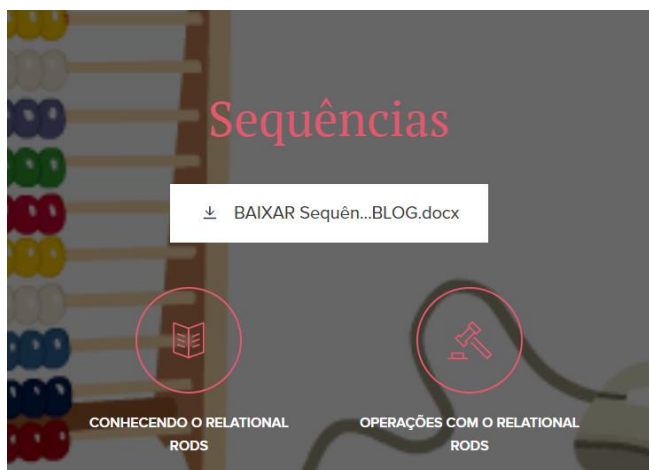 Sequências
BAIXAR Sequên...BLOG.docx
CONHECENDO O RELATIONAL
RODS
OPERAÇÕES COM O RELATIONAL
RODS